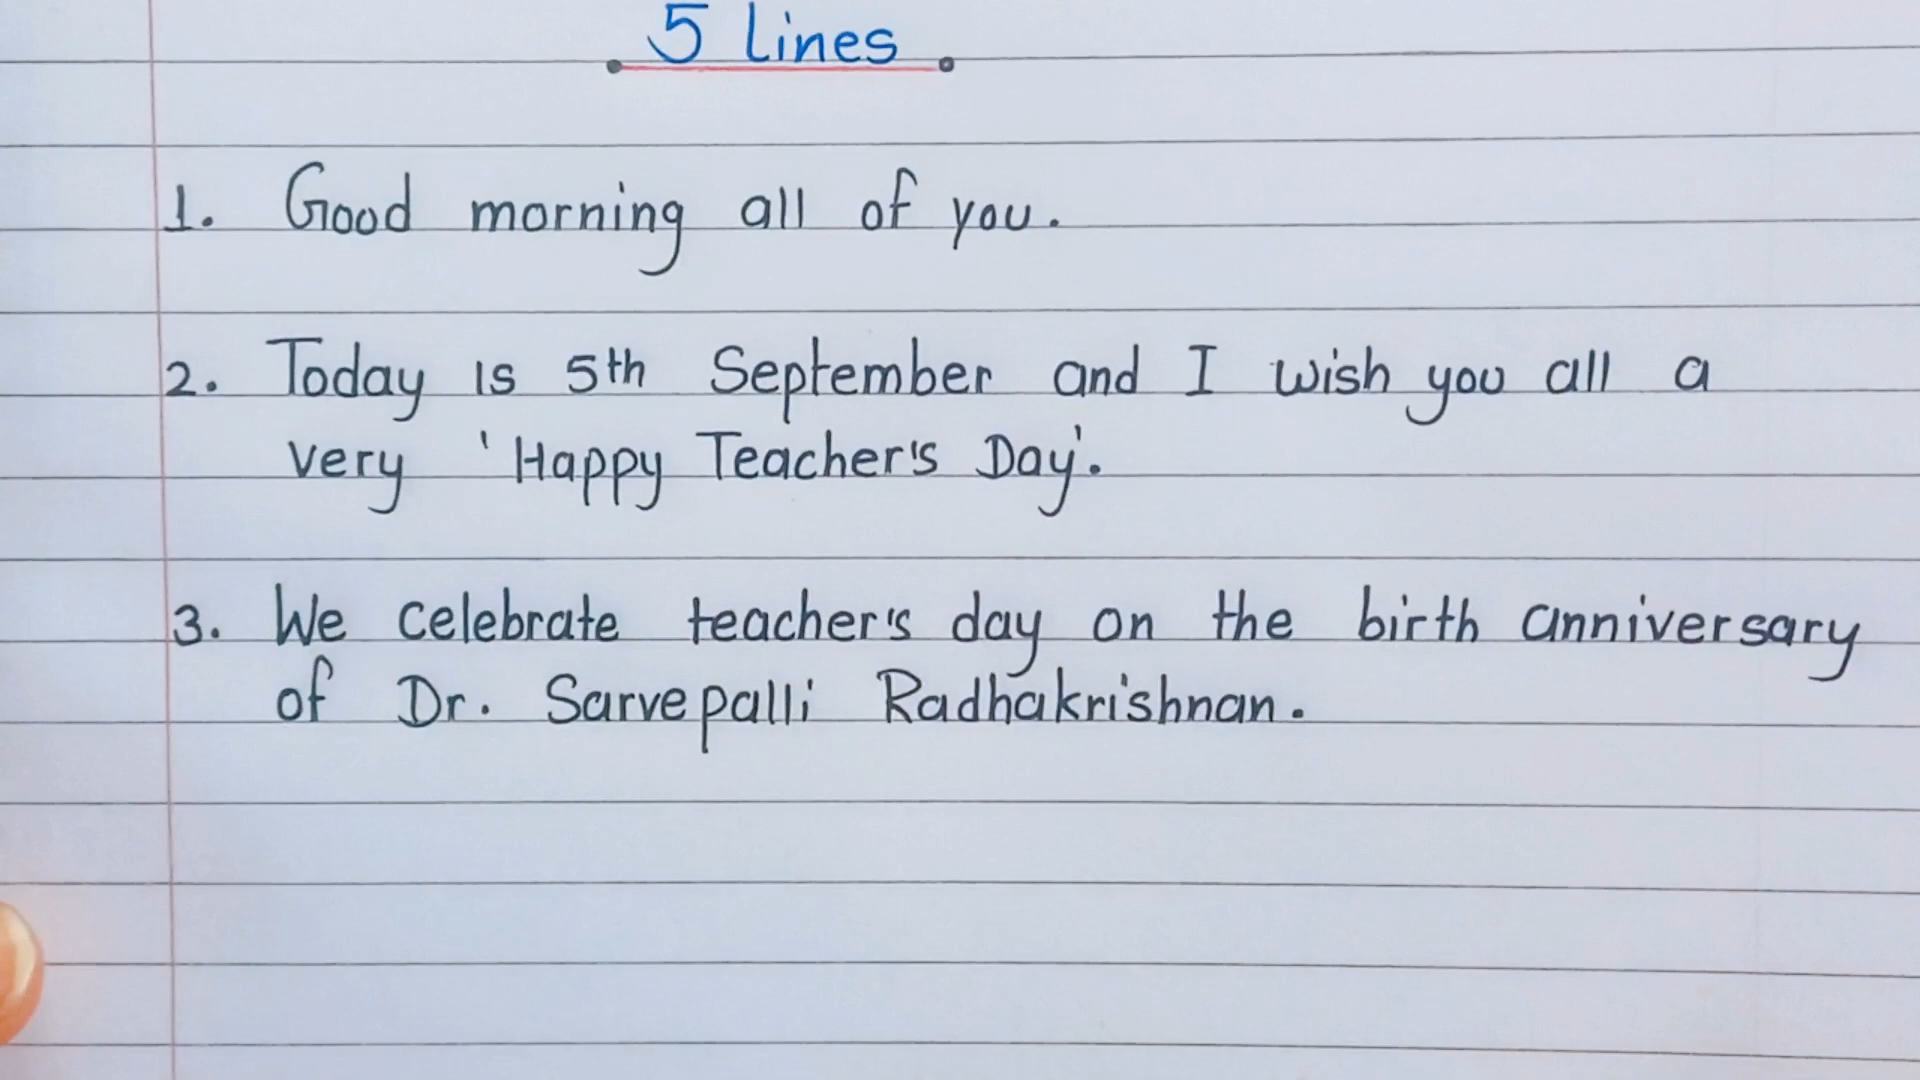 5 Lines
1. Good morning all of you.
2. Today is 5th September and I wish you all a
very 'Happy Teacher's Day'.
3. We celebrate teacher's day on the birth anniversary
of Dr. Sarvepalli Radhakrishnan.